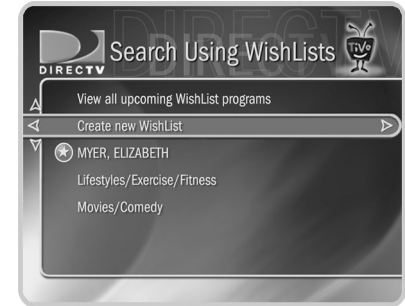 DIRECTV
Search Using WishLists
TiVo
View all upcoming WishList programs
Create new WishList
MYER, ELIZABETH
Lifestyles/Exercise/Fitness
Movies/Comedy